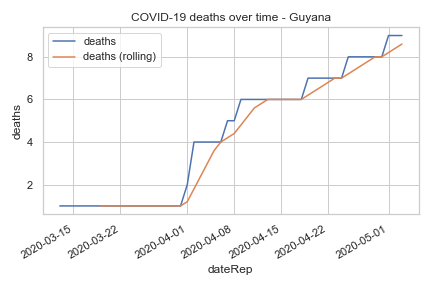 COVID-19 deaths over time - Guyana
deaths
deaths (rolling)
deaths
8
6
4
2
2020-03-15
2020-03-22
2020-04-01
2020-04-08
2020-04-15
2020-04-22
2020-05-01
dateRep